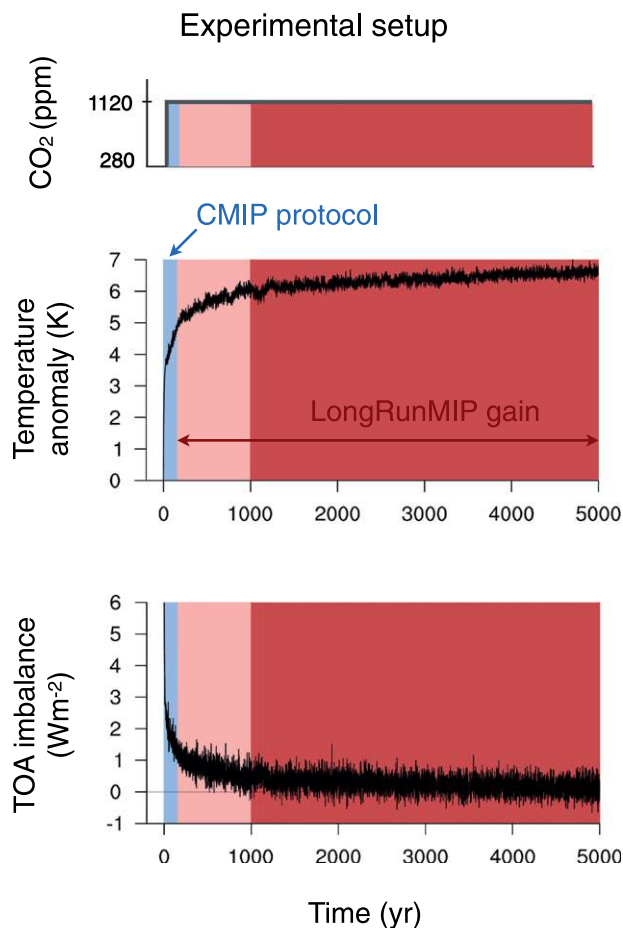 Experimental setup
CO₂ (ppm)
1120
280
CMIP protocol
Temperature
anomaly (K)
7
6
5
4
3
2
1
0
LongRunMIP gain
0 1000 2000 3000 4000 5000
TOA imbalance
(Wm⁻²)
6
5
4
3
2
1
0
-1
0 1000 2000 3000 4000 5000
Time (yr)